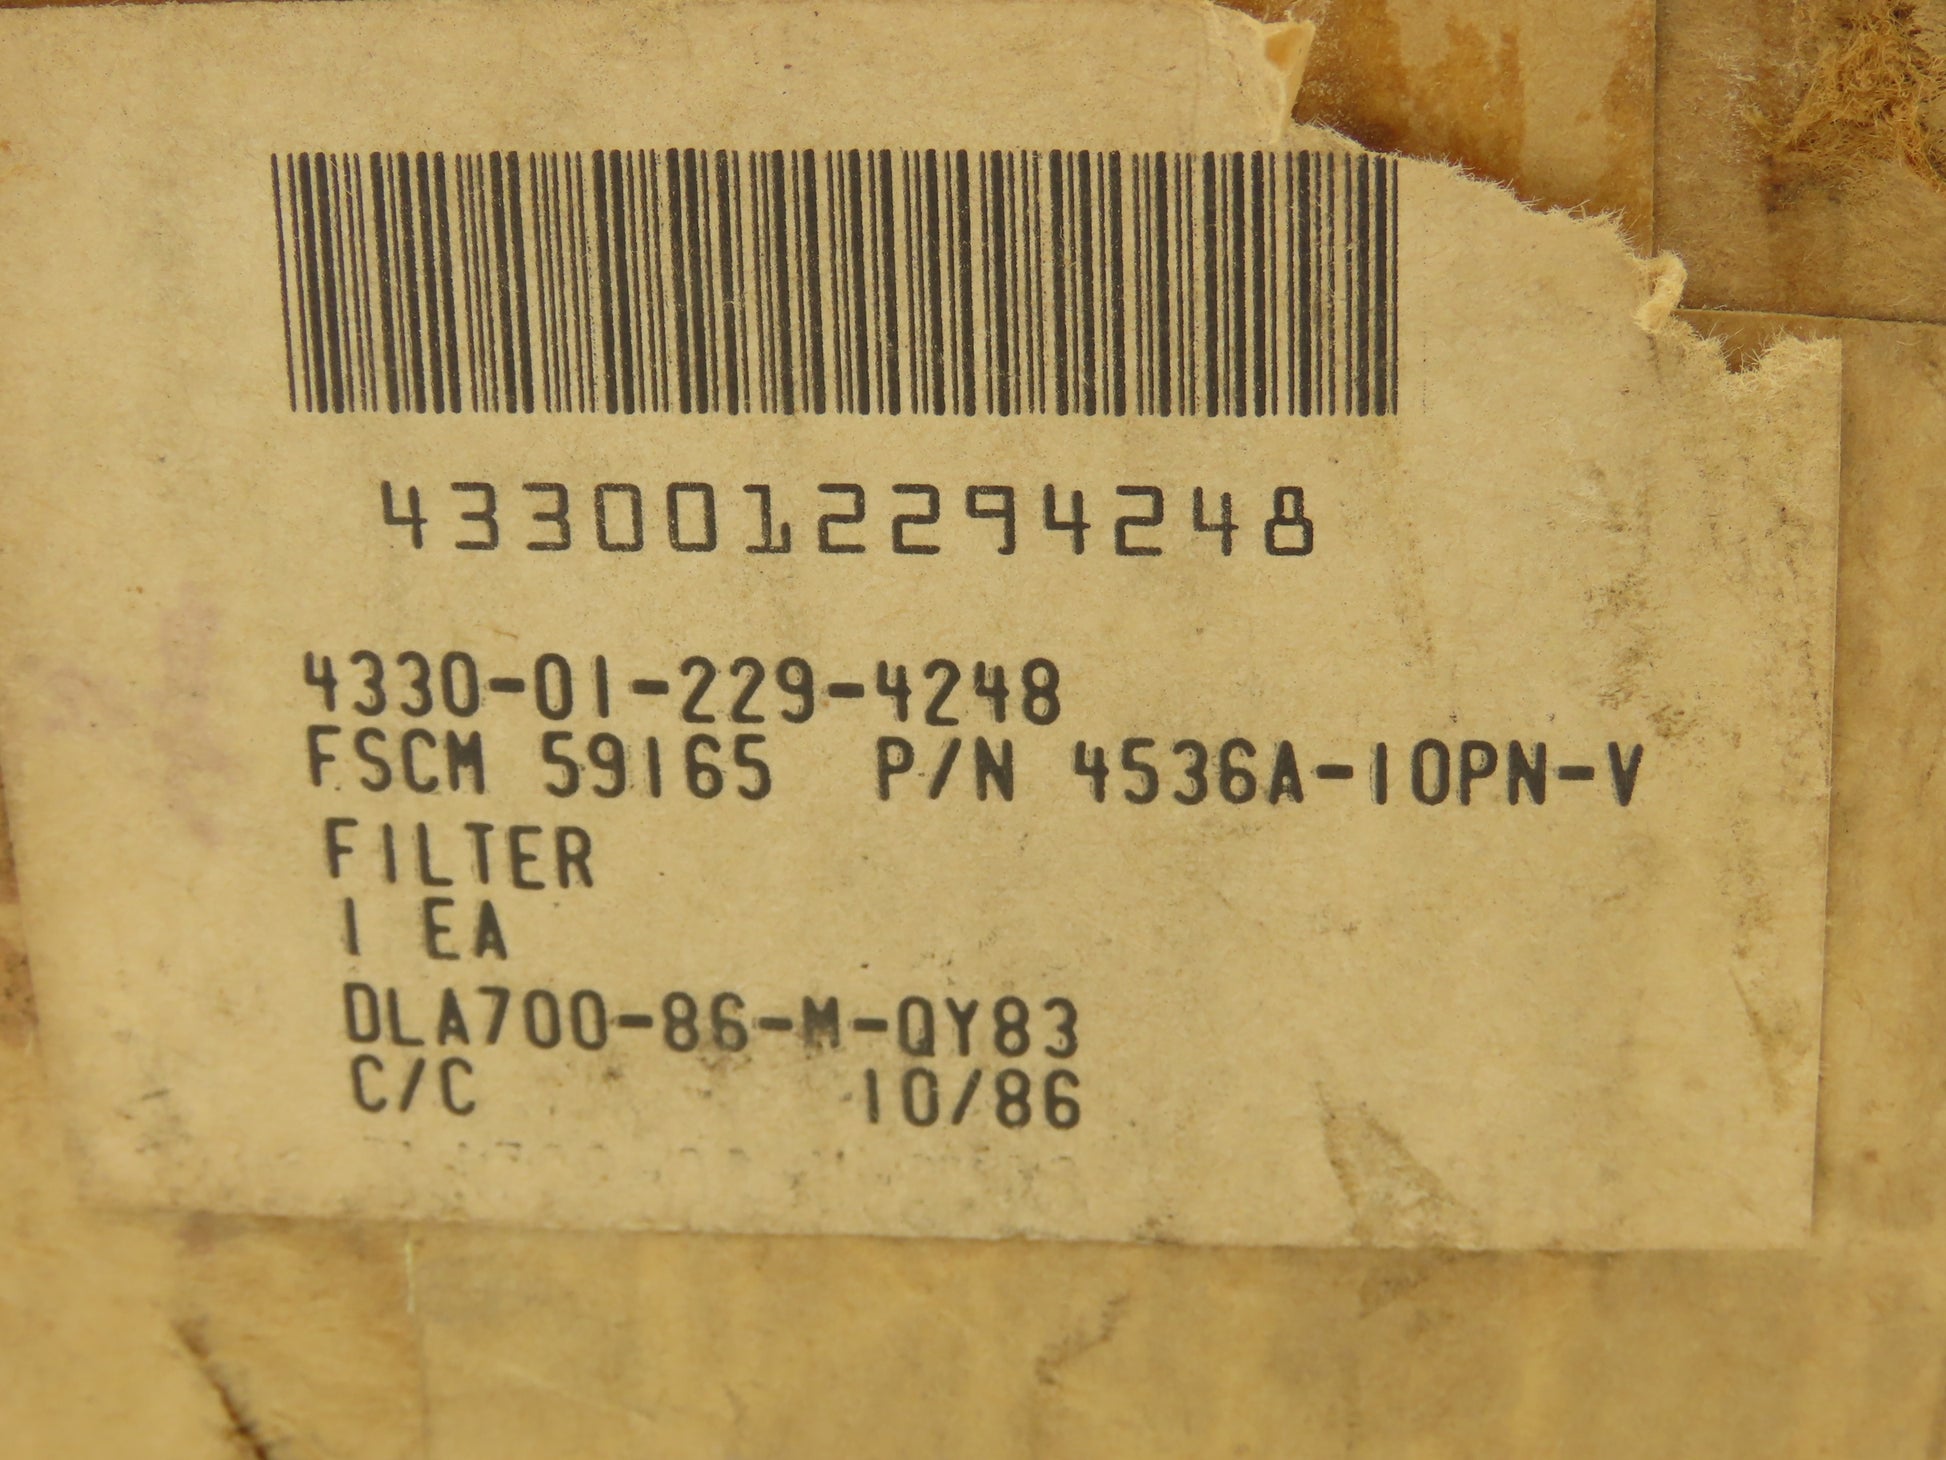 4330012294248
4330-01-229-4248
FSCM 59165 P/N 4536A-10PN-V
FILTER
1 EA
DLA700-86-M-QY83
C/C 10/86